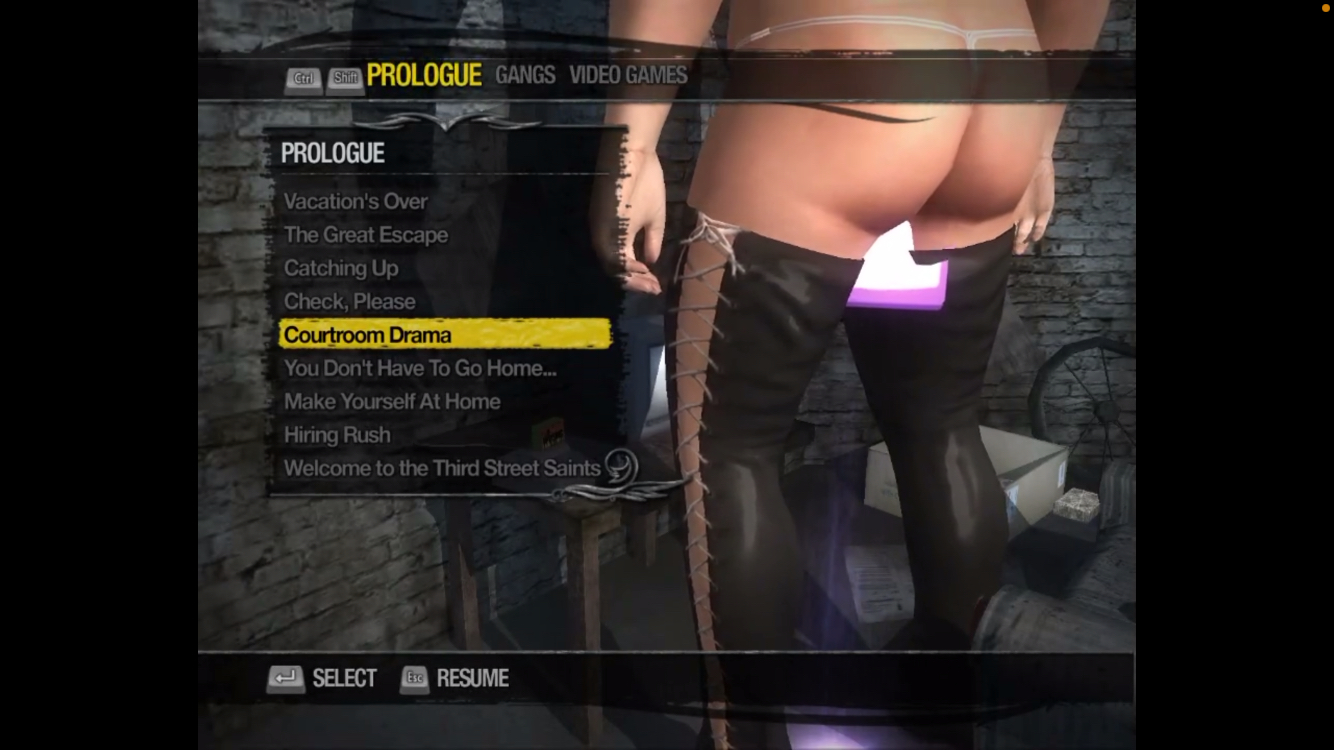 Ctrl Shift PROLOGUE GANGS VIDEO GAMES
PROLOGUE
Vacation's Over
The Great Escape
Catching Up
Check, Please
Courtroom Drama
You Don't Have To Go Home...
Make Yourself At Home
Hiring Rush
Welcome to the Third Street Saints
SELECT Esc RESUME